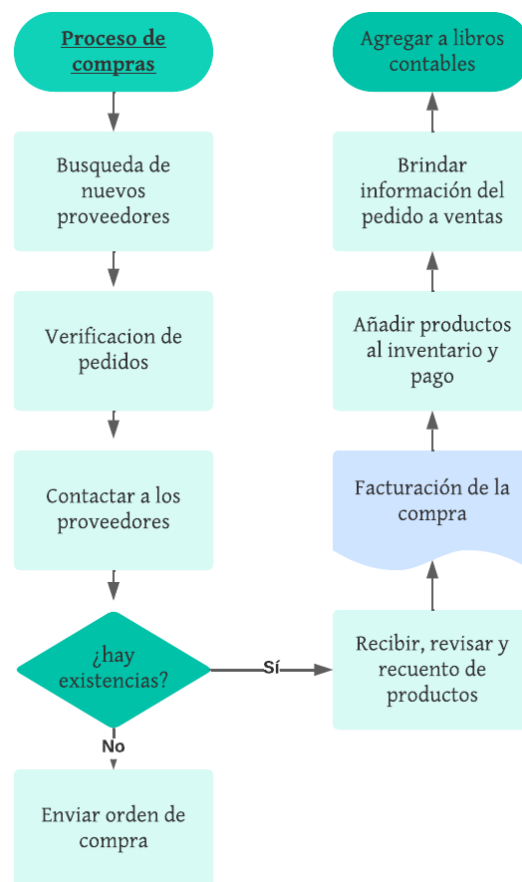 Proceso de
compras
Busqueda de
nuevos
proveedores
Verificacion de
pedidos
Contactar a los
proveedores
¿hay
existencias?
No
Enviar orden de
compra
Sí
Recibir, revisar y
recuento de
productos
Facturación de la
compra
Añadir productos
al inventario y
pago
Brindar
información del
pedido a ventas
Agregar a libros
contables